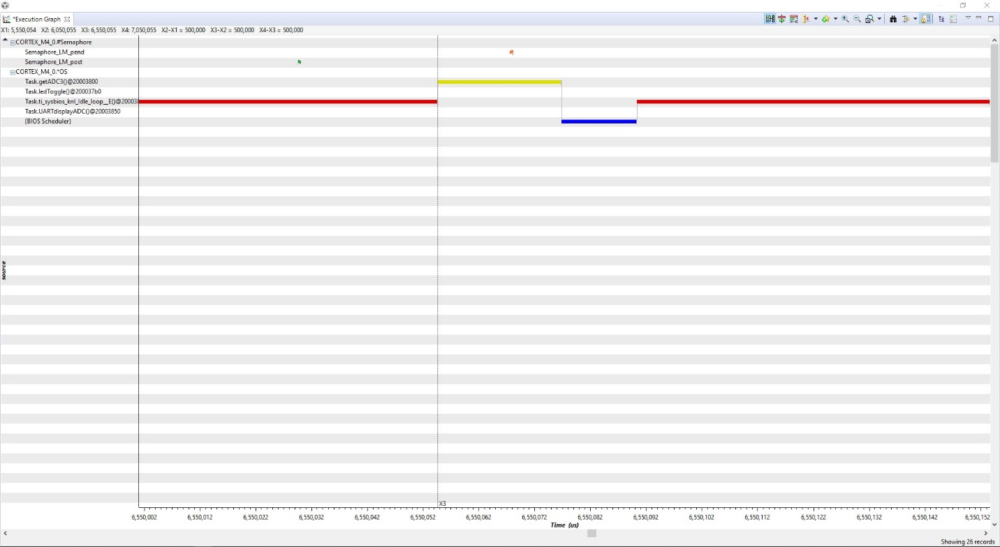 *Execution Graph
X1: 5,550,054 X2: 6,050,055 X3: 6,550,055 X4: 7,050,055 X2-X1 = 500,000 X3-X2 = 500,000 X4-X3 = 500,000
CORTEX_M4_0.#Semaphore
Semaphore_LM_pend
Semaphore_LM_post
CORTEX_M4_0.*OS
Task.getADC3()@20003800
Task.ledToggle()@200037b0
Task.ti_sysbios_knl_Idle_loop__E()@20003
Task.UARTdisplayADC()@20003850
{BIOS Scheduler}
source
X3
6,550,002 6,550,012 6,550,022 6,550,032 6,550,042 6,550,052 6,550,062 6,550,072 6,550,082 6,550,092 6,550,102 6,550,112 6,550,122 6,550,132 6,550,142 6,550,152
Time (us)
Showing 26 records